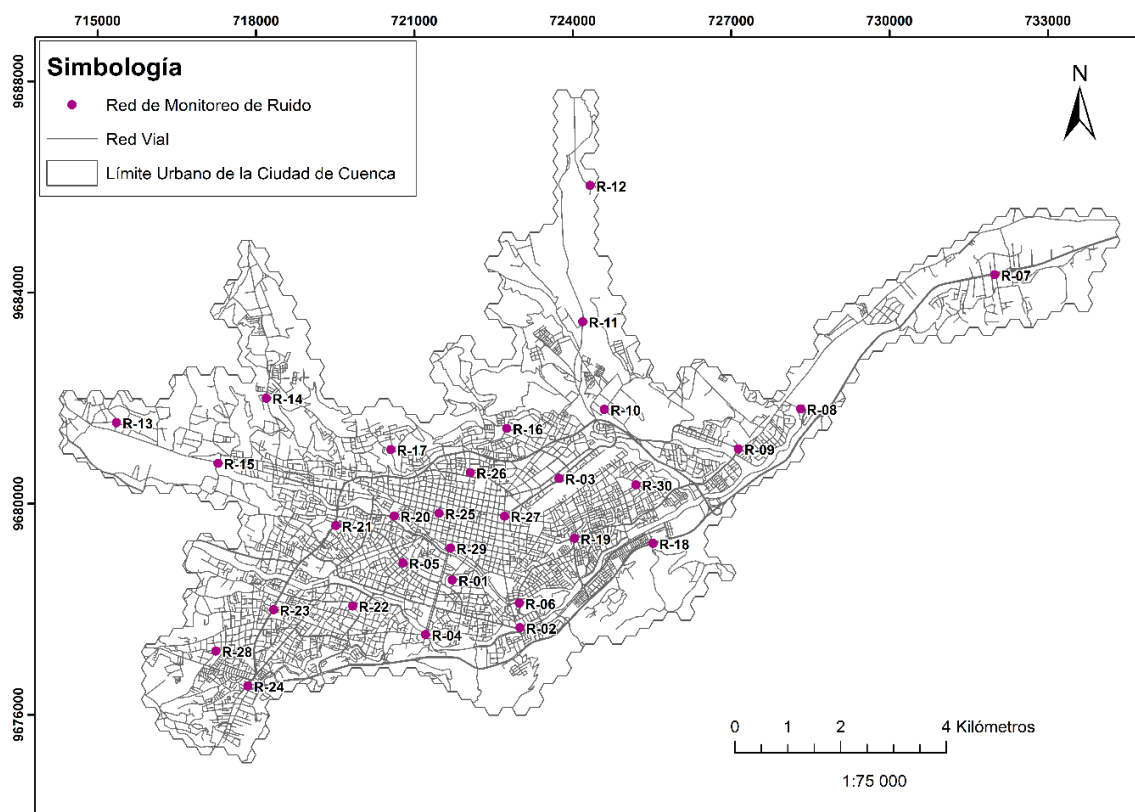 715000 718000 721000 724000 727000 730000 733000
9688000
9684000
9680000
9676000
Simbología
Red de Monitoreo de Ruido
Red Vial
Límite Urbano de la Ciudad de Cuenca
N
R-12
R-07
R-11
R-14
R-10
R-08
R-13
R-16
R-17
R-09
R-15
R-26
R-03
R-30
R-20
R-25
R-27
R-21
R-19
R-18
R-29
R-05
R-01
R-06
R-22
R-23
R-02
R-04
R-28
R-24
0 1 2 4 Kilómetros
1:75 000